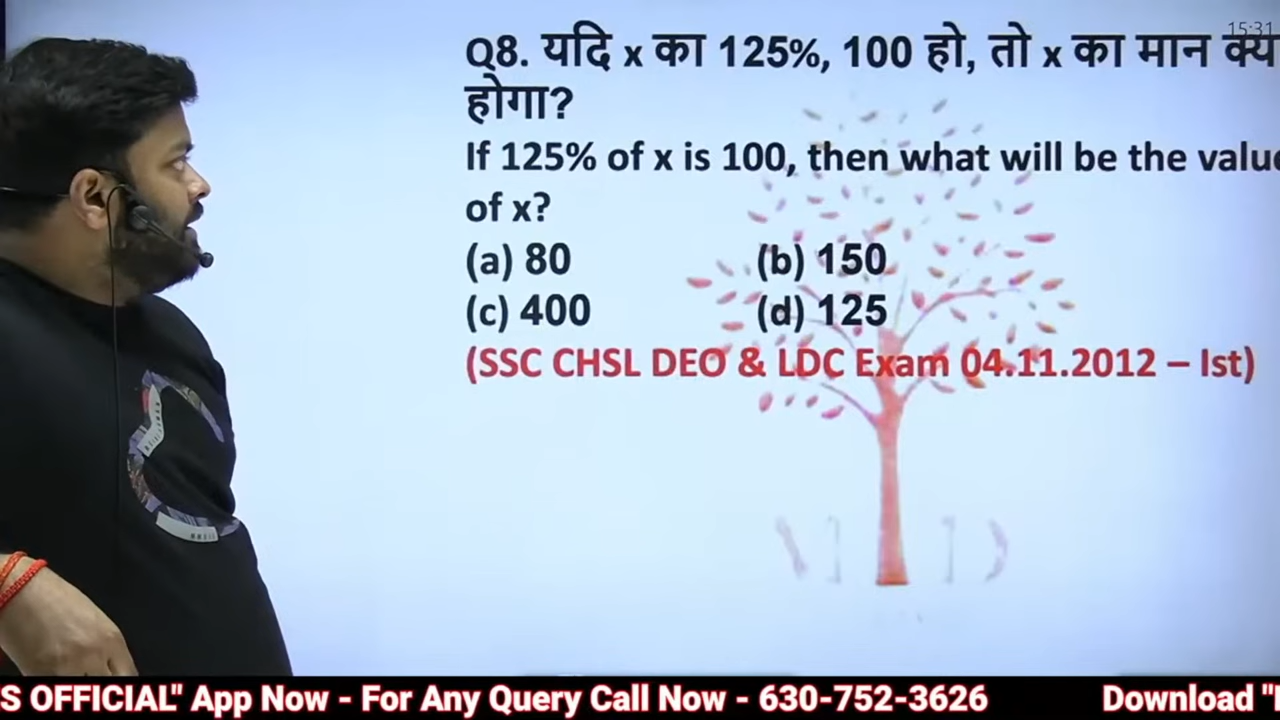 15:31
Q8. यदि x का 125%, 100 हो, तो x का मान क्य
होगा?
If 125% of x is 100, then what will be the value
of x?
(a) 80 (b) 150
(c) 400 (d) 125
(SSC CHSL DEO & LDC Exam 04.11.2012 – Ist)
S OFFICIAL" App Now - For Any Query Call Now - 630-752-3626 Download "